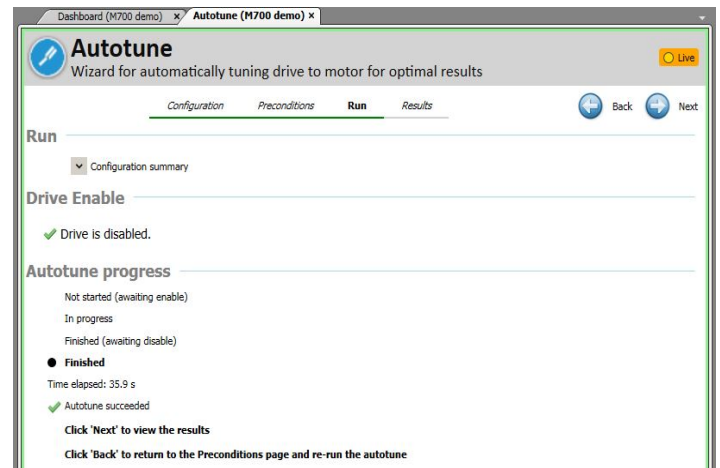 Dashboard (M700 demo) x Autotune (M700 demo) x
Autotune
Wizard for automatically tuning drive to motor for optimal results
Live
Configuration Preconditions Run Results Back Next
Run
Configuration summary
Drive Enable
Drive is disabled.
Autotune progress
Not started (awaiting enable)
In progress
Finished (awaiting disable)
Finished
Time elapsed: 35.9 s
Autotune succeeded
Click 'Next' to view the results
Click 'Back' to return to the Preconditions page and re-run the autotune